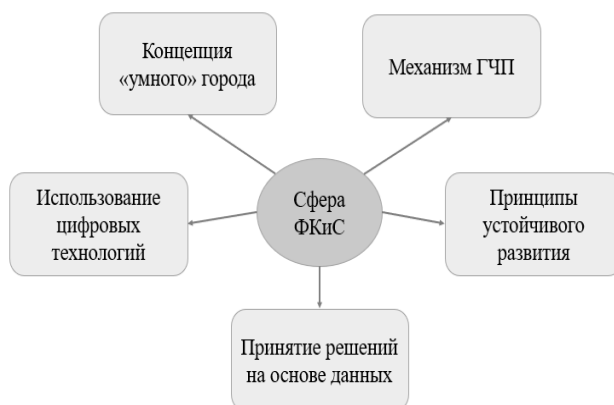 Концепция
«умного» города
Механизм ГЧП
Использование
цифровых
технологий
Сфера
ФКиС
Принципы
устойчивого
развития
Принятие решений
на основе данных